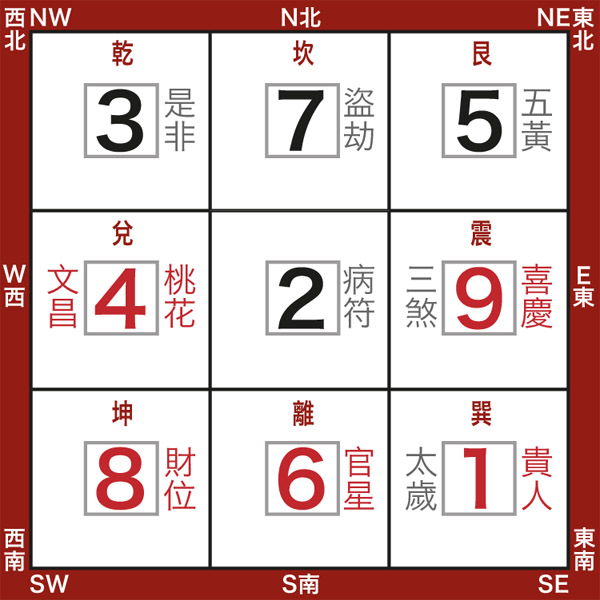 西北 NW
N北
NE 東北
乾
3
是非
坎
7
盜劫
艮
5
五黃
W西
文昌
兌
4
桃花
2
病符
三煞
震
9
喜慶
E東
坤
8
財位
離
6
官星
太歲
巽
1
貴人
西南
SW
S南
東南
SE